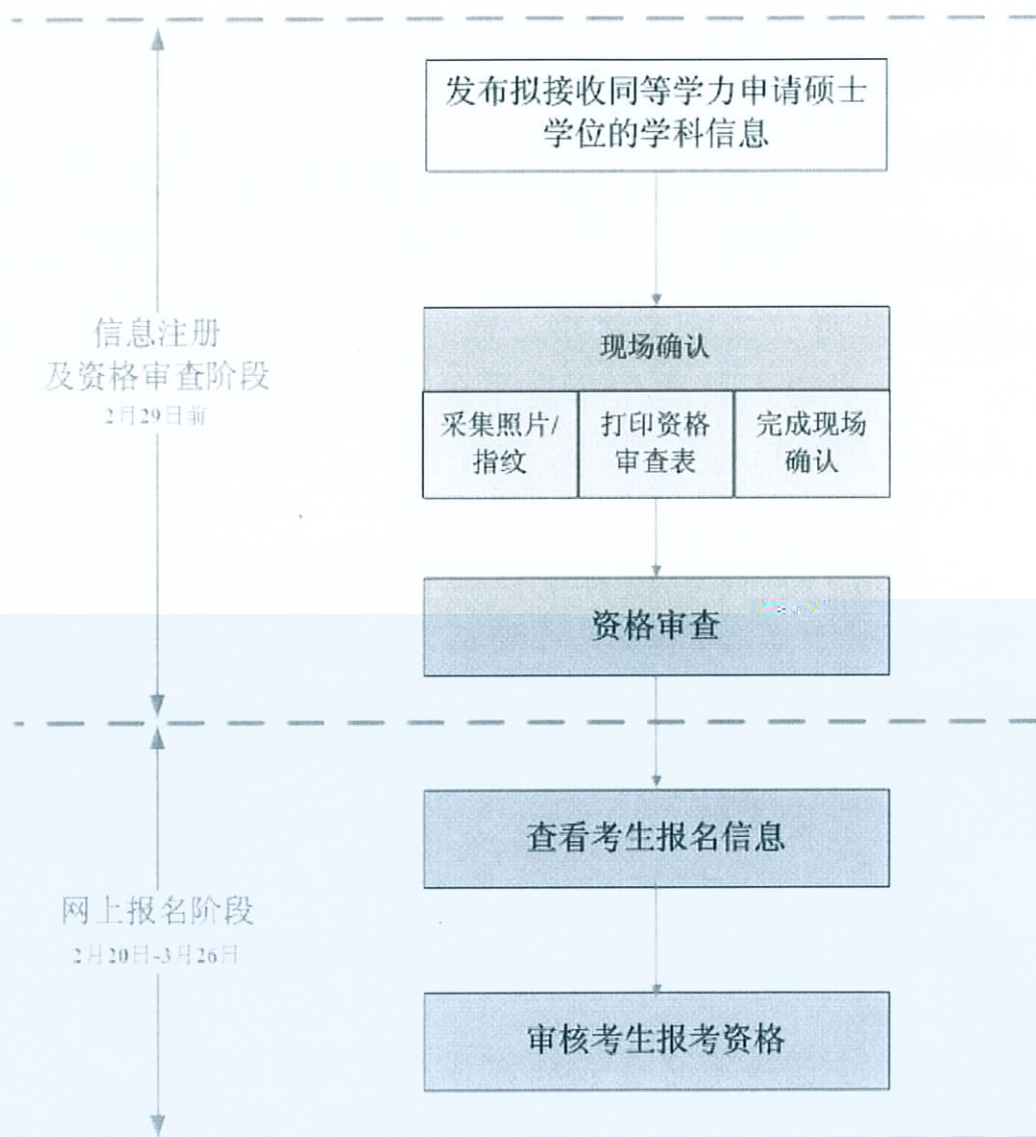 发布拟接收同等学力申请硕士
学位的学科信息
信息注册
及资格审查阶段
2月29日前
现场确认
采集照片/
指纹
打印资格
审查表
完成现场
确认
资格审查
查看考生报名信息
网上报名阶段
2月20日-3月26日
审核考生报考资格